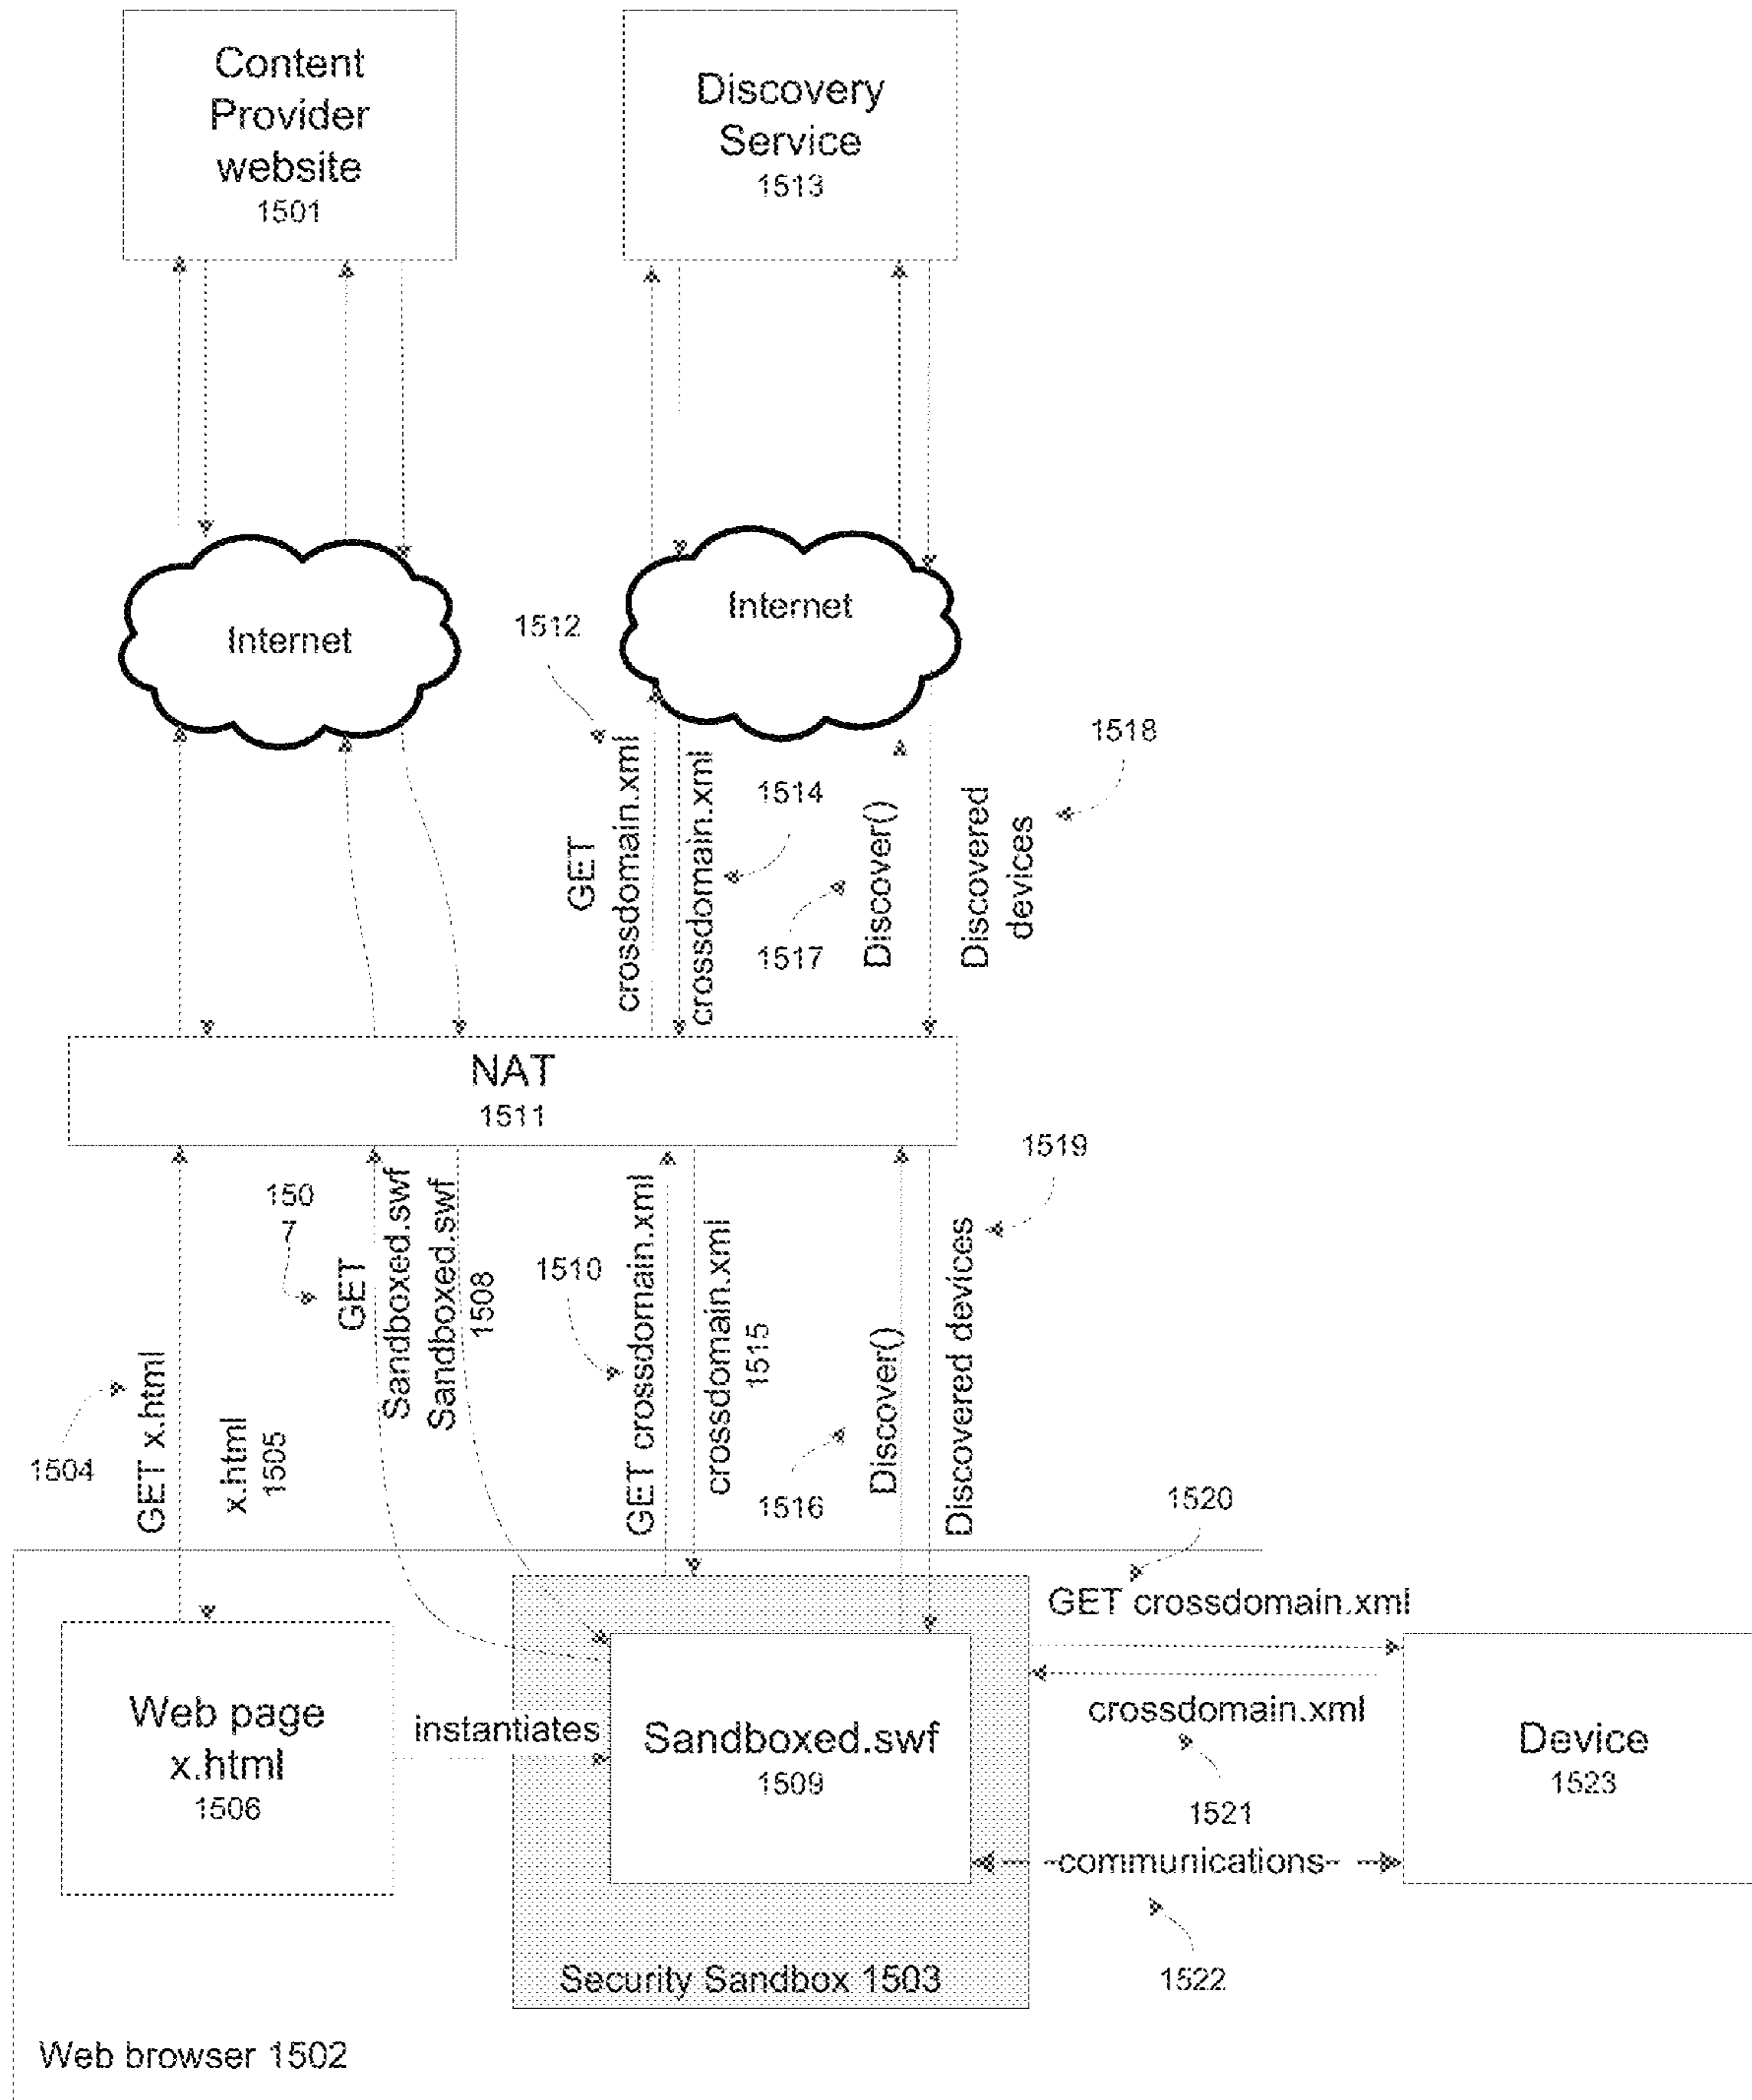 Content
Provider
website
1501
Discovery
Service
1513
Internet
Internet
1512
1518
GET
crossdomain.xml
crossdomain.xml
1514
1517
Discover()
Discovered
devices
NAT
1511
1519
150
7
GET
Sandboxed.swf
Sandboxed.swf
1508
1510
GET crossdomain.xml
crossdomain.xml
1515
1504
GET x.html
x.html
1505
1516
Discover()
Discovered devices
1520
GET crossdomain.xml
Web page
x.html
1506
instantiates
Sandboxed.swf
1509
crossdomain.xml
1521
Device
1523
communications
1522
Security Sandbox 1503
Web browser 1502